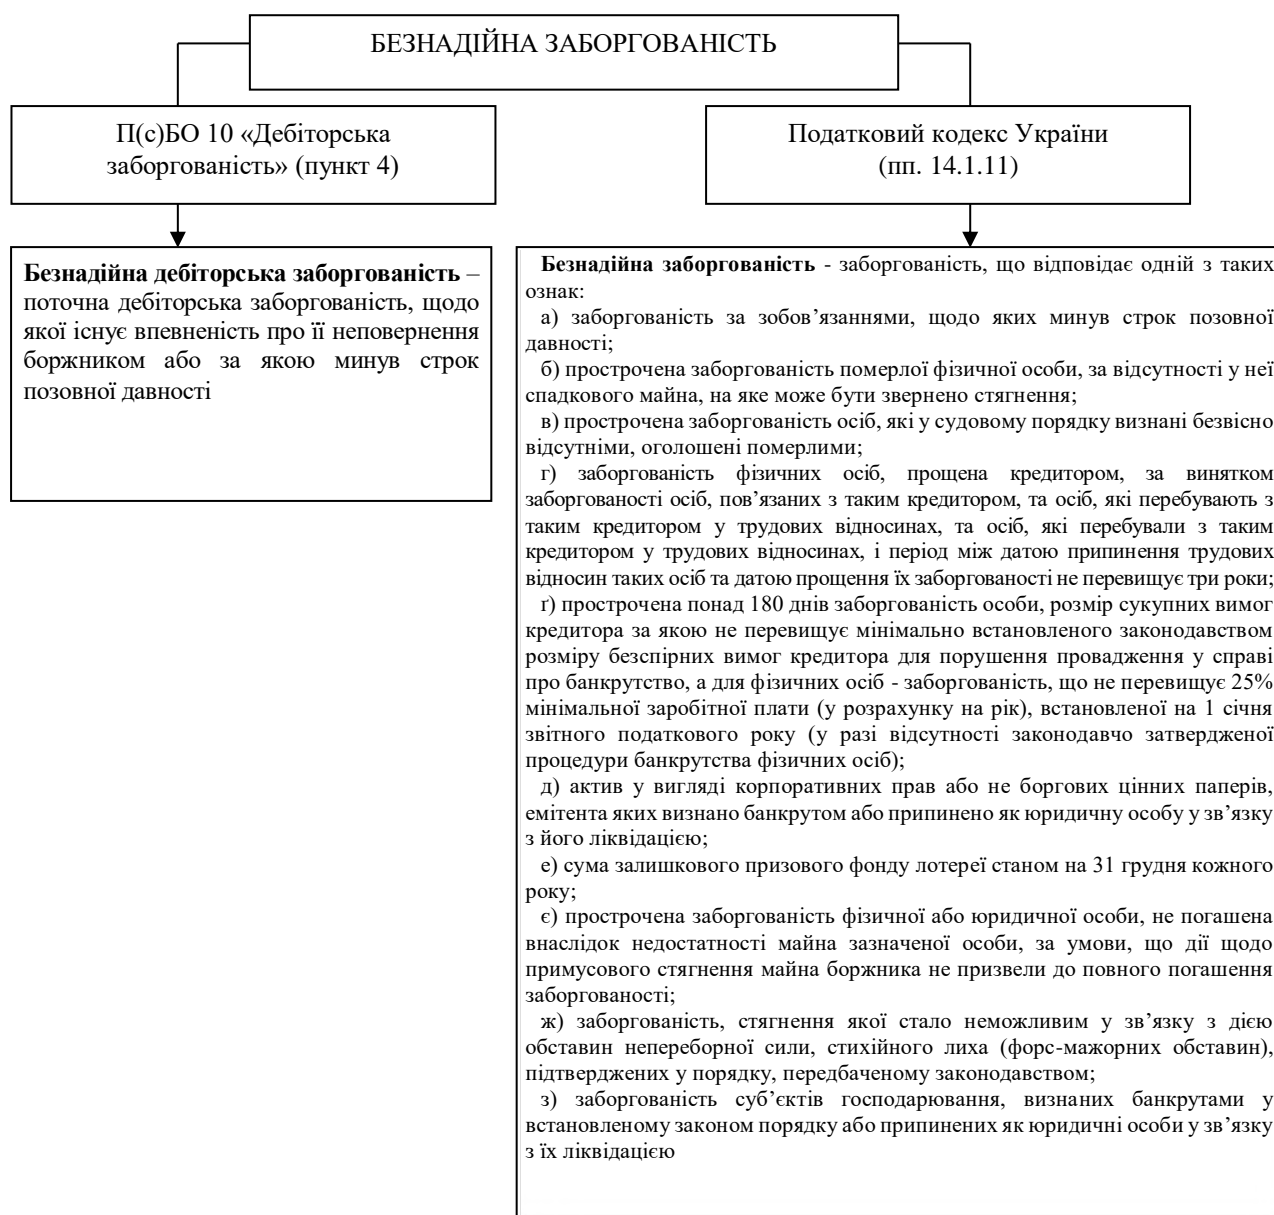 БЕЗНАДІЙНА ЗАБОРГОВАНІСТЬ
П(с)БО 10 «Дебіторська
заборгованість» (пункт 4)
Податковий кодекс України
(пп. 14.1.11)
Безнадійна дебіторська заборгованість –
поточна дебіторська заборгованість, щодо
якої існує впевненість про її неповернення
боржником або за якою минув строк
позовної давності
Безнадійна заборгованість - заборгованість, що відповідає одній з таких
ознак:
а) заборгованість за зобов’язаннями, щодо яких минув строк позовної
давності;
б) прострочена заборгованість померлої фізичної особи, за відсутності у неї
спадкового майна, на яке може бути звернено стягнення;
в) прострочена заборгованість осіб, які у судовому порядку визнані безвісно
відсутніми, оголошені померлими;
г) заборгованість фізичних осіб, прощена кредитором, за винятком
заборгованості осіб, пов’язаних з таким кредитором, та осіб, які перебувають з
таким кредитором у трудових відносинах, та осіб, які перебували з таким
кредитором у трудових відносинах, і період між датою припинення трудових
відносин таких осіб та датою прощення їх заборгованості не перевищує три роки;
ґ) прострочена понад 180 днів заборгованість особи, розмір сукупних вимог
кредитора за якою не перевищує мінімально встановленого законодавством
розміру безспірних вимог кредитора для порушення провадження у справі
про банкрутство, а для фізичних осіб - заборгованість, що не перевищує 25%
мінімальної заробітної плати (у розрахунку на рік), встановленої на 1 січня
звітного податкового року (у разі відсутності законодавчо затвердженої
процедури банкрутства фізичних осіб);
д) актив у вигляді корпоративних прав або не боргових цінних паперів,
емітента яких визнано банкрутом або припинено як юридичну особу у зв’язку
з його ліквідацією;
е) сума залишкового призового фонду лотереї станом на 31 грудня кожного
року;
є) прострочена заборгованість фізичної або юридичної особи, не погашена
внаслідок недостатності майна зазначеної особи, за умови, що дії щодо
примусового стягнення майна боржника не призвели до повного погашення
заборгованості;
ж) заборгованість, стягнення якої стало неможливим у зв’язку з дією
обставин непереборної сили, стихійного лиха (форс-мажорних обставин),
підтверджених у порядку, передбаченому законодавством;
з) заборгованість суб’єктів господарювання, визнаних банкрутами у
встановленому законом порядку або припинених як юридичні особи у зв’язку
з їх ліквідацією